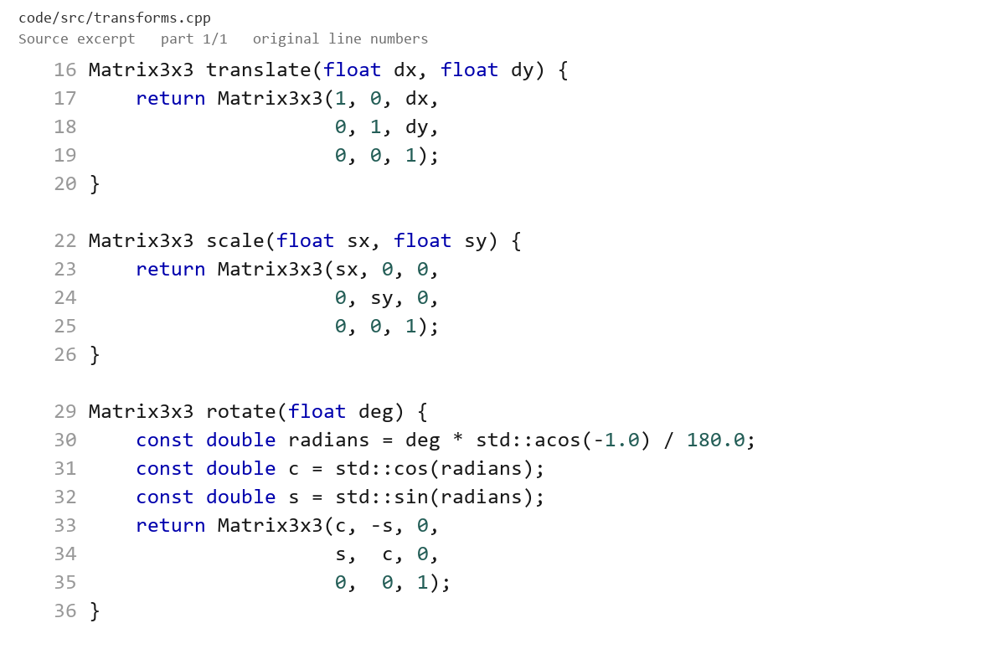 code/src/transforms.cpp
Source excerpt   part 1/1   original line numbers
16 Matrix3x3 translate(float dx, float dy) {
17     return Matrix3x3(1, 0, dx,
18                      0, 1, dy,
19                      0, 0, 1);
20 }
22 Matrix3x3 scale(float sx, float sy) {
23     return Matrix3x3(sx, 0, 0,
24                      0, sy, 0,
25                      0, 0, 1);
26 }
29 Matrix3x3 rotate(float deg) {
30     const double radians = deg * std::acos(-1.0) / 180.0;
31     const double c = std::cos(radians);
32     const double s = std::sin(radians);
33     return Matrix3x3(c, -s, 0,
34                      s,  c, 0,
35                      0,  0, 1);
36 }